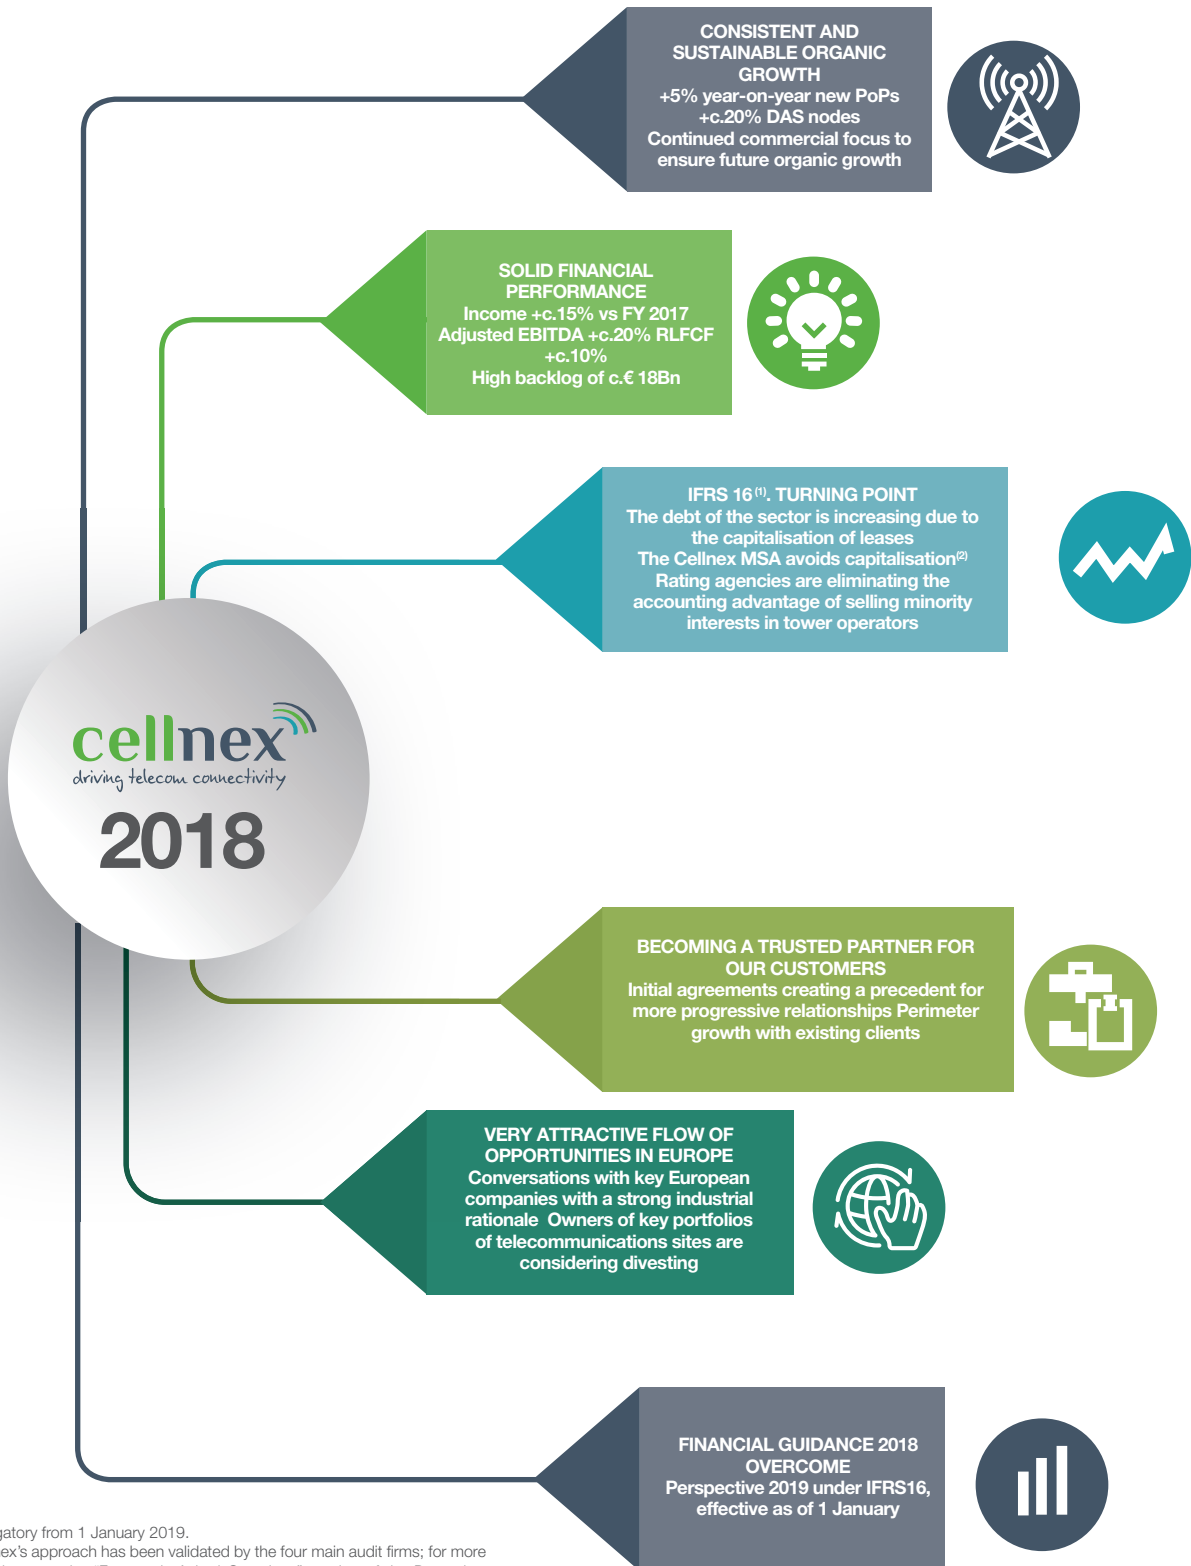 CONSISTENT AND
SUSTAINABLE ORGANIC
GROWTH
+5% year-on-year new PoPs
+c.20% DAS nodes
Continued commercial focus to
ensure future organic growth
SOLID FINANCIAL
PERFORMANCE
Income +c.15% vs FY 2017
Adjusted EBITDA +c.20% RLFCF
+c.10%
High backlog of c.€ 18Bn
IFRS 16 (1). TURNING POINT
The debt of the sector is increasing due to
the capitalisation of leases
The Cellnex MSA avoids capitalisation(2)
Rating agencies are eliminating the
accounting advantage of selling minority
interests in tower operators
cellnex
driving telecom connectivity
2018
BECOMING A TRUSTED PARTNER FOR
OUR CUSTOMERS
Initial agreements creating a precedent for
more progressive relationships Perimeter
growth with existing clients
VERY ATTRACTIVE FLOW OF
OPPORTUNITIES IN EUROPE
Conversations with key European
companies with a strong industrial
rationale Owners of key portfolios
of telecommunications sites are
considering divesting
FINANCIAL GUIDANCE 2018
OVERCOME
Perspective 2019 under IFRS16,
effective as of 1 January
gatory from 1 January 2019.
nex's approach has been validated by the four main audit firms; for more